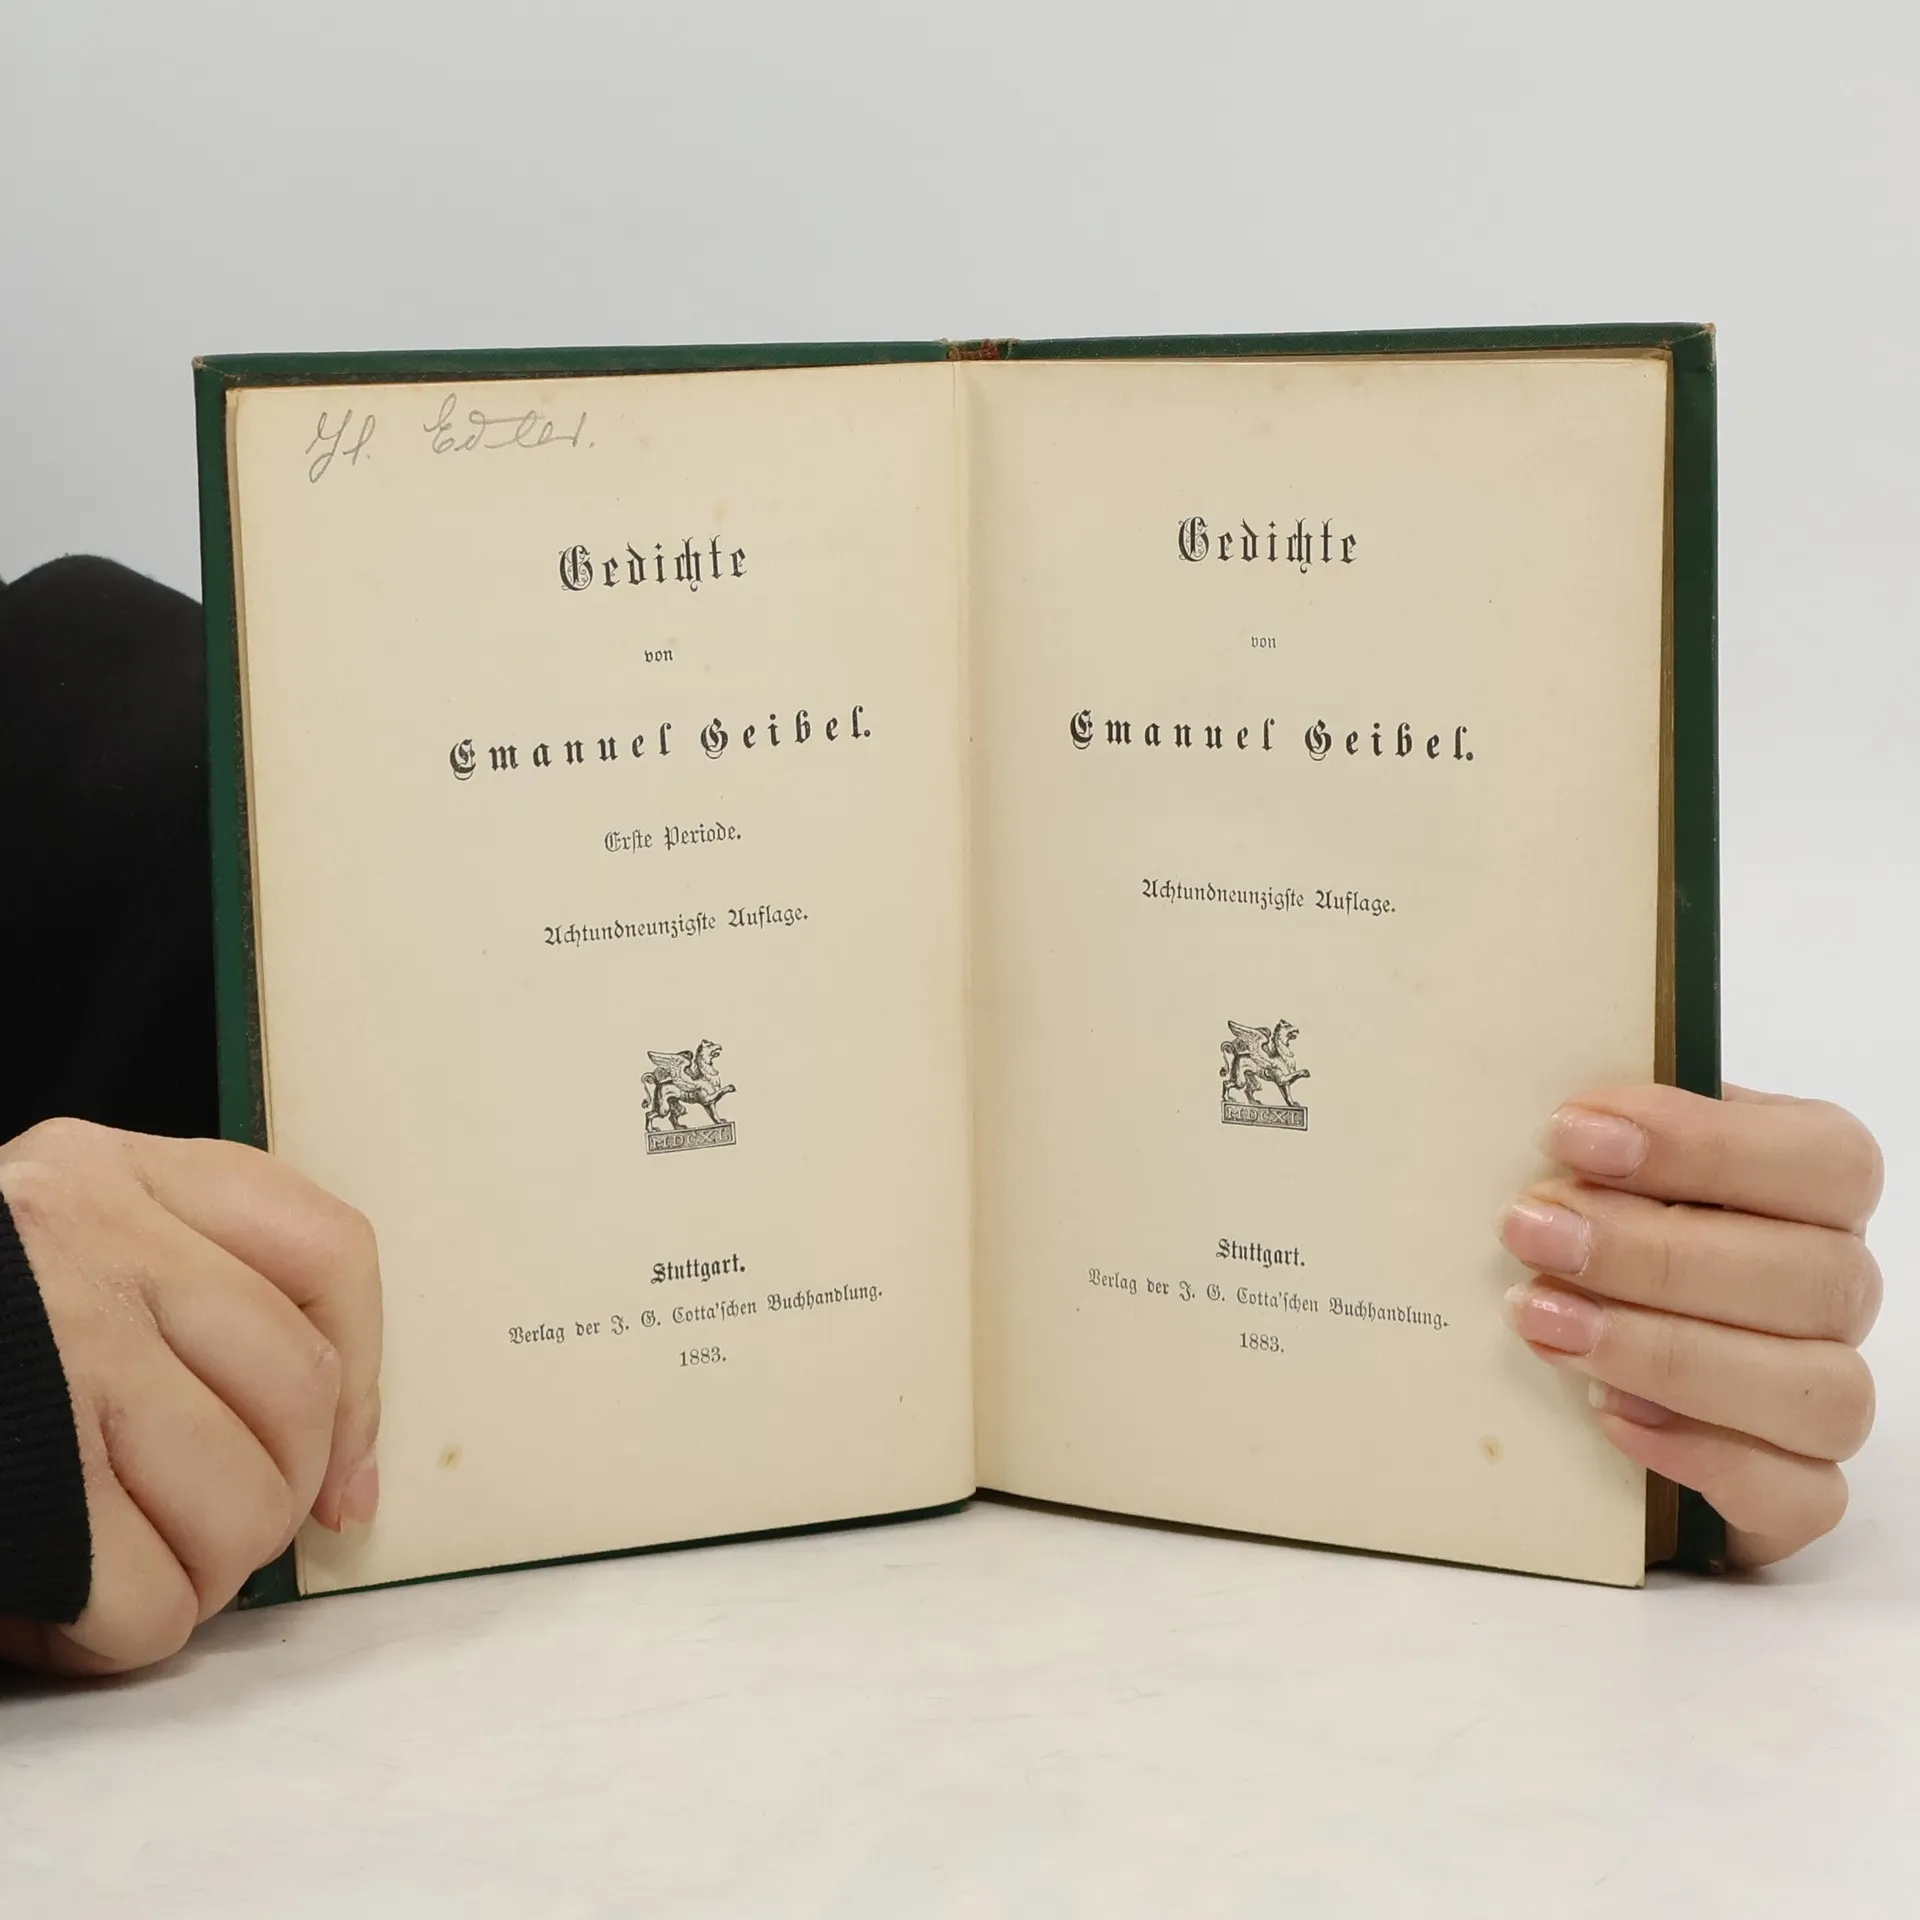 Edler.
Gedichte
von
Emanuel Geibel.
Erſte Periode.
Achtundneunzigſte Auflage.
MDCXL
Stuttgart.
Verlag der J. G. Cotta'ſchen Buchhandlung.
1883.
Gedichte
von
Emanuel Geibel.
Achtundneunzigſte Auflage.
MDCXL
Stuttgart.
Verlag der J. G. Cotta'ſchen Buchhandlung.
1883.